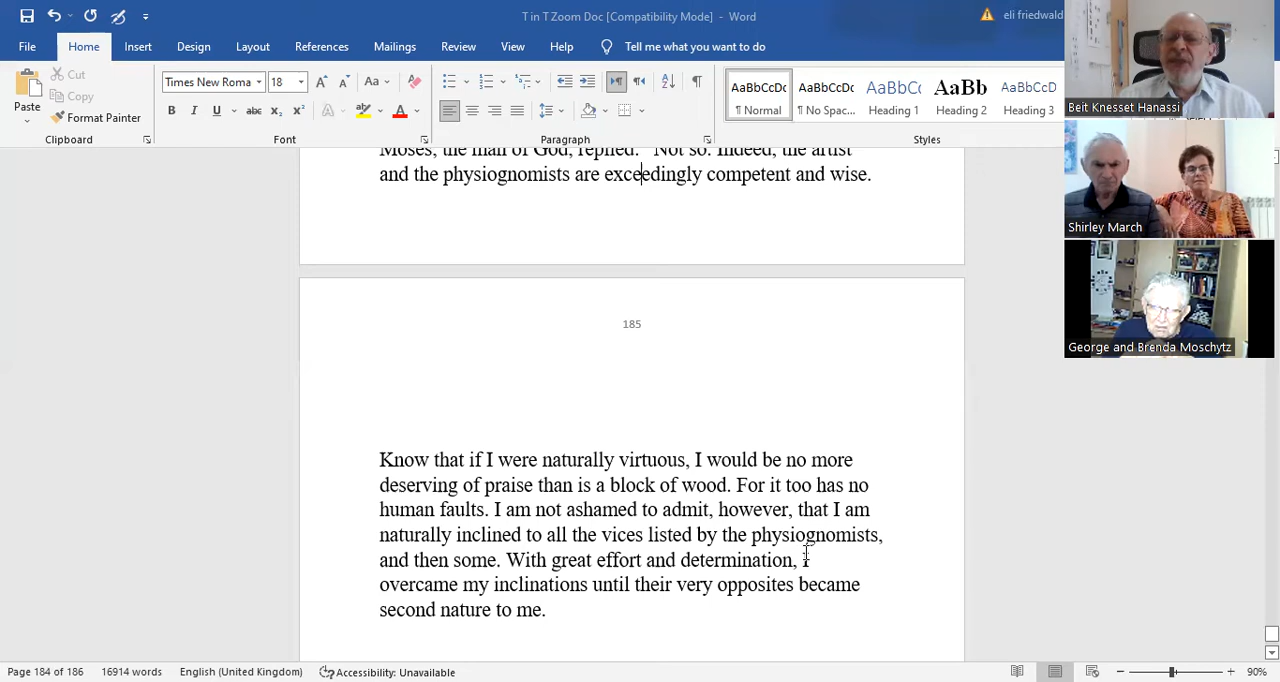 T in T Zoom Doc [Compatibility Mode] - Word
eli friedwald
File Home Insert Design Layout References Mailings Review View Help Tell me what you want to do
Paste
Cut
Copy
Format Painter
Clipboard
Times New Roma 18
Aa
B I U abc x₂ x²
Font
Paragraph
AaBbCcDc AaBbCcDc AaBbCc AaBb AaBbCcD
¶ Normal ¶ No Spac... Heading 1 Heading 2 Heading 3
Styles
Beit Knesset Hanassi
Shirley March
George and Brenda Moschytz
Moses, the man of God, replied: "Not so. Indeed, the artist
and the physiognomists are exceedingly competent and wise.
185
Know that if I were naturally virtuous, I would be no more
deserving of praise than is a block of wood. For it too has no
human faults. I am not ashamed to admit, however, that I am
naturally inclined to all the vices listed by the physiognomists,
and then some. With great effort and determination, I
overcame my inclinations until their very opposites became
second nature to me.
Page 184 of 186 16914 words English (United Kingdom) Accessibility: Unavailable
90%